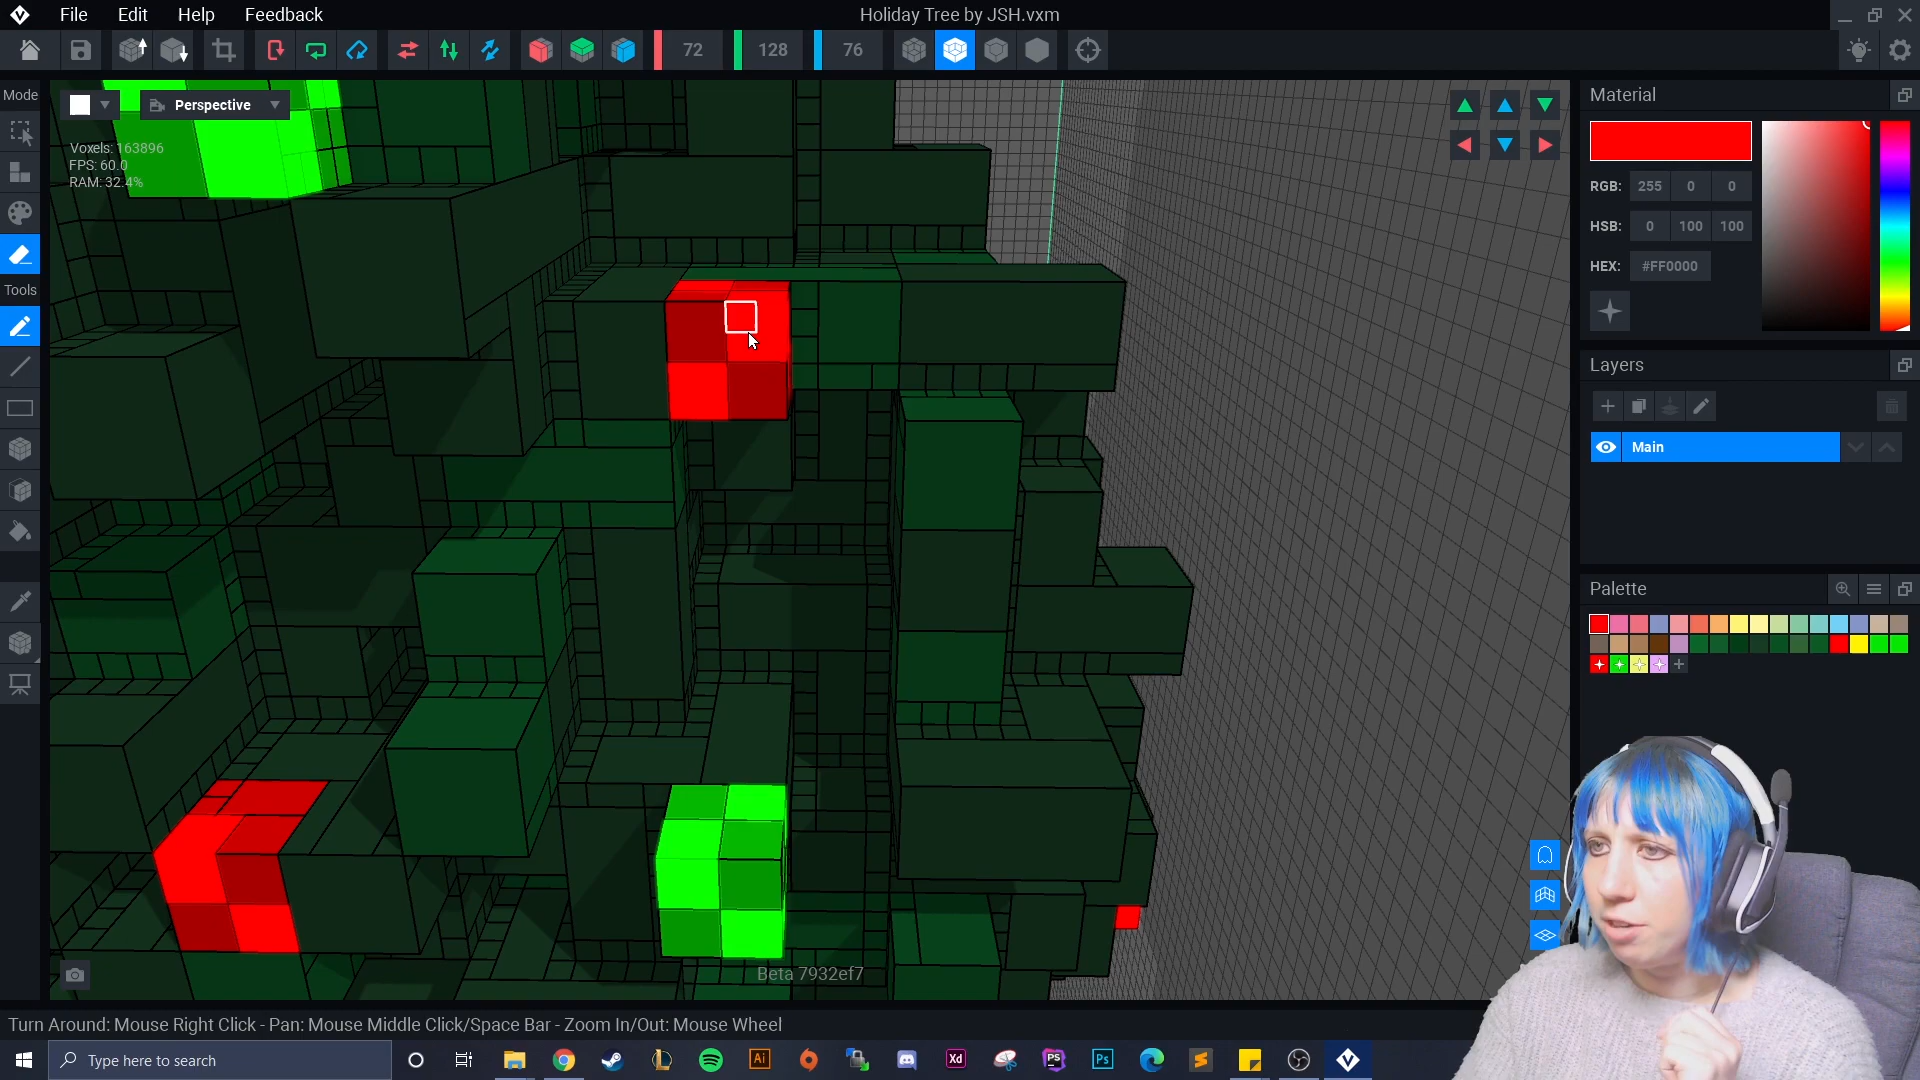 File Edit Help Feedback
Holiday Tree by JSH.vxm
72 128 76
Mode
Perspective
Voxels: 163896
FPS: 60.0
RAM: 32.4%
Tools
Material
RGB: 255 0 0
HSB: 0 100 100
HEX: #FF0000
Layers
Main
Palette
Beta 7932ef7
Turn Around: Mouse Right Click - Pan: Mouse Middle Click/Space Bar - Zoom In/Out: Mouse Wheel
Type here to search
Ai
Xd
PS
Ps